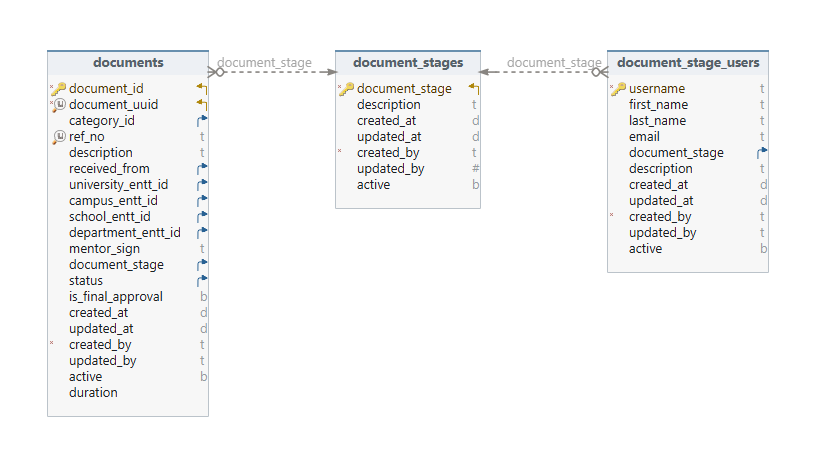 documents
document_id
document_uuid
category_id
ref_no t
description t
received_from
university_entt_id
campus_entt_id
school_entt_id
department_entt_id
mentor_sign t
document_stage
status
is_final_approval b
created_at d
updated_at d
* created_by t
updated_by t
active b
duration
document_stage
document_stages
document_stage
description t
created_at d
updated_at d
* created_by t
updated_by #
active b
document_stage
document_stage_users
* username t
first_name t
last_name t
email t
document_stage
description t
created_at d
updated_at d
* created_by t
updated_by t
active b